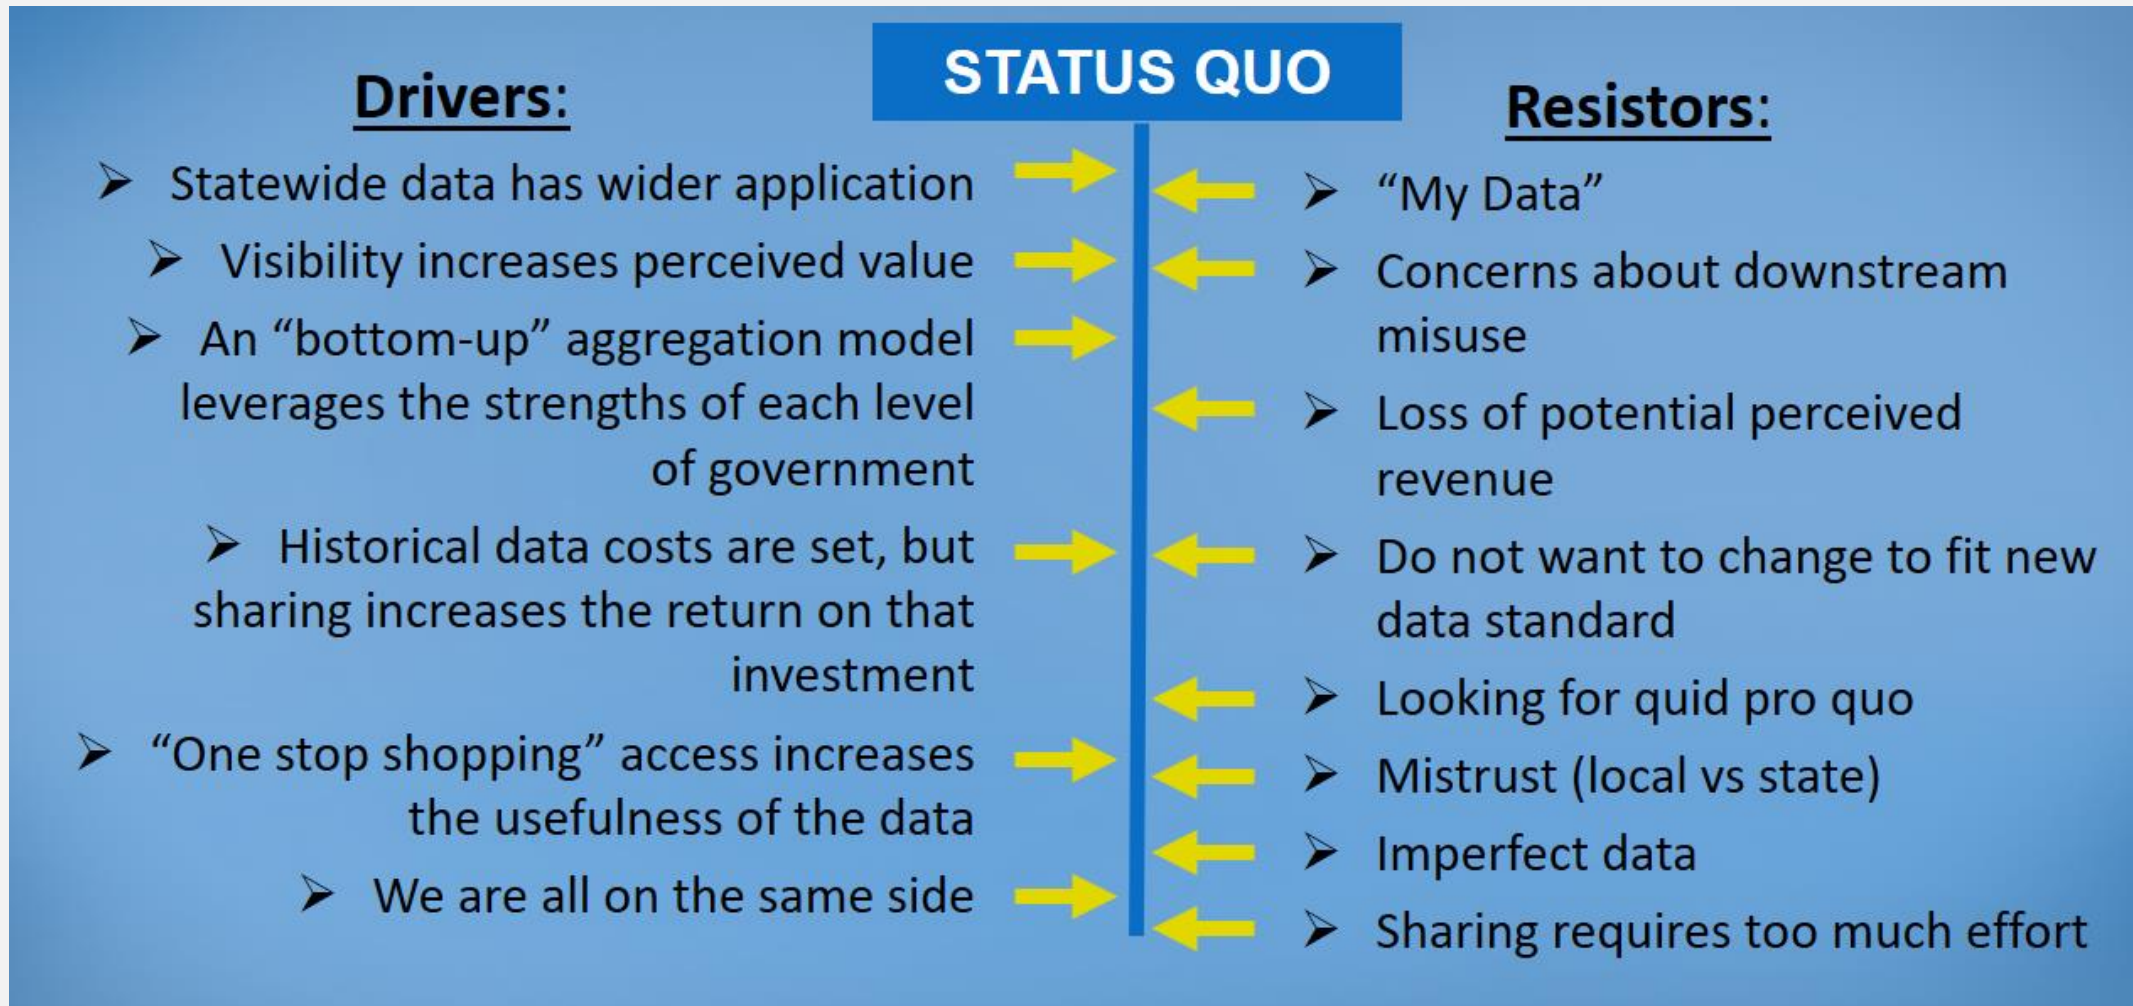 STATUS QUO
Drivers:
➢ Statewide data has wider application
➢ Visibility increases perceived value
➢ An “bottom-up” aggregation model
leverages the strengths of each level
of government
➢ Historical data costs are set, but
sharing increases the return on that
investment
➢ “One stop shopping” access increases
the usefulness of the data
➢ We are all on the same side
Resistors:
➢ “My Data”
➢ Concerns about downstream
misuse
➢ Loss of potential perceived
revenue
➢ Do not want to change to fit new
data standard
➢ Looking for quid pro quo
➢ Mistrust (local vs state)
➢ Imperfect data
➢ Sharing requires too much effort